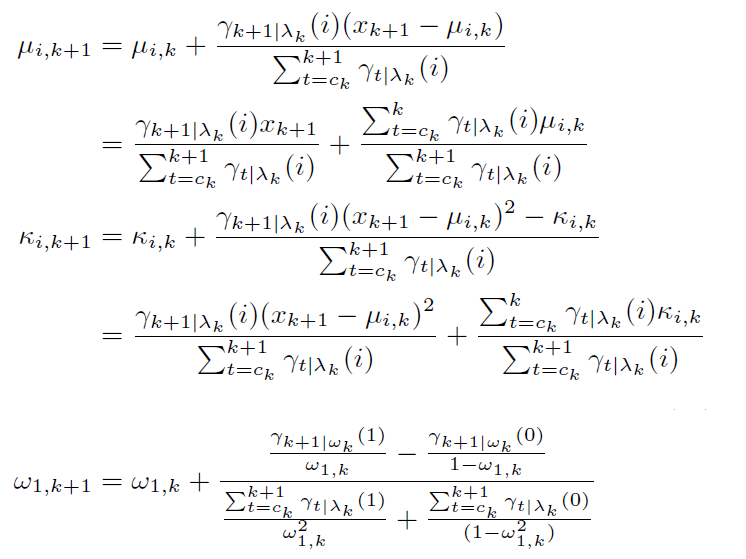 μ_{i,k+1} = μ_{i,k} + \frac{γ_{k+1|λ_k}(i)(x_{k+1} − μ_{i,k})}{\sum_{t=c_k}^{k+1} γ_{t|λ_k}(i)}
= \frac{γ_{k+1|λ_k}(i)x_{k+1}}{\sum_{t=c_k}^{k+1} γ_{t|λ_k}(i)} + \frac{\sum_{t=c_k}^{k} γ_{t|λ_k}(i)μ_{i,k}}{\sum_{t=c_k}^{k+1} γ_{t|λ_k}(i)}
κ_{i,k+1} = κ_{i,k} + \frac{γ_{k+1|λ_k}(i)(x_{k+1} − μ_{i,k})^2 − κ_{i,k}}{\sum_{t=c_k}^{k+1} γ_{t|λ_k}(i)}
= \frac{γ_{k+1|λ_k}(i)(x_{k+1} − μ_{i,k})^2}{\sum_{t=c_k}^{k+1} γ_{t|λ_k}(i)} + \frac{\sum_{t=c_k}^{k} γ_{t|λ_k}(i)κ_{i,k}}{\sum_{t=c_k}^{k+1} γ_{t|λ_k}(i)}
ω_{1,k+1} = ω_{1,k} + \frac{\frac{γ_{k+1|ω_k}(1)}{ω_{1,k}} − \frac{γ_{k+1|ω_k}(0)}{1−ω_{1,k}}}{\frac{\sum_{t=c_k}^{k+1} γ_{t|λ_k}(1)}{ω_{1,k}^2} + \frac{\sum_{t=c_k}^{k+1} γ_{t|λ_k}(0)}{(1−ω_{1,k}^2)}}